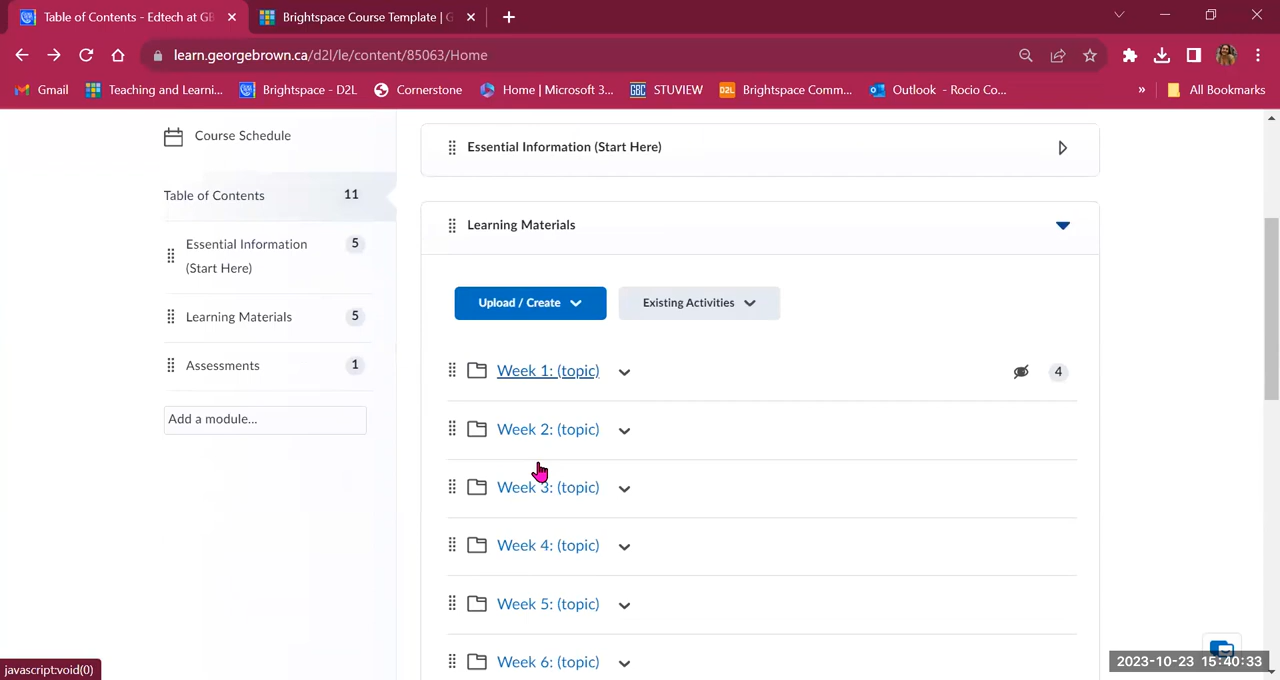 Table of Contents - Edtech at GB
Brightspace Course Template | G
learn.georgebrown.ca/d2l/le/content/85063/Home
Gmail
Teaching and Learni...
Brightspace - D2L
Cornerstone
Home | Microsoft 3...
GBC
STUVIEW
D2L
Brightspace Comm...
Outlook - Rocio Co...
»
All Bookmarks
Course Schedule
Table of Contents 11
Essential Information (Start Here) 5
Learning Materials 5
Assessments 1
Add a module...
Essential Information (Start Here)
Learning Materials
Upload / Create
Existing Activities
Week 1: (topic) 4
Week 2: (topic)
Week 3: (topic)
Week 4: (topic)
Week 5: (topic)
Week 6: (topic)
javascript:void(0)
2023-10-23 15:40:33